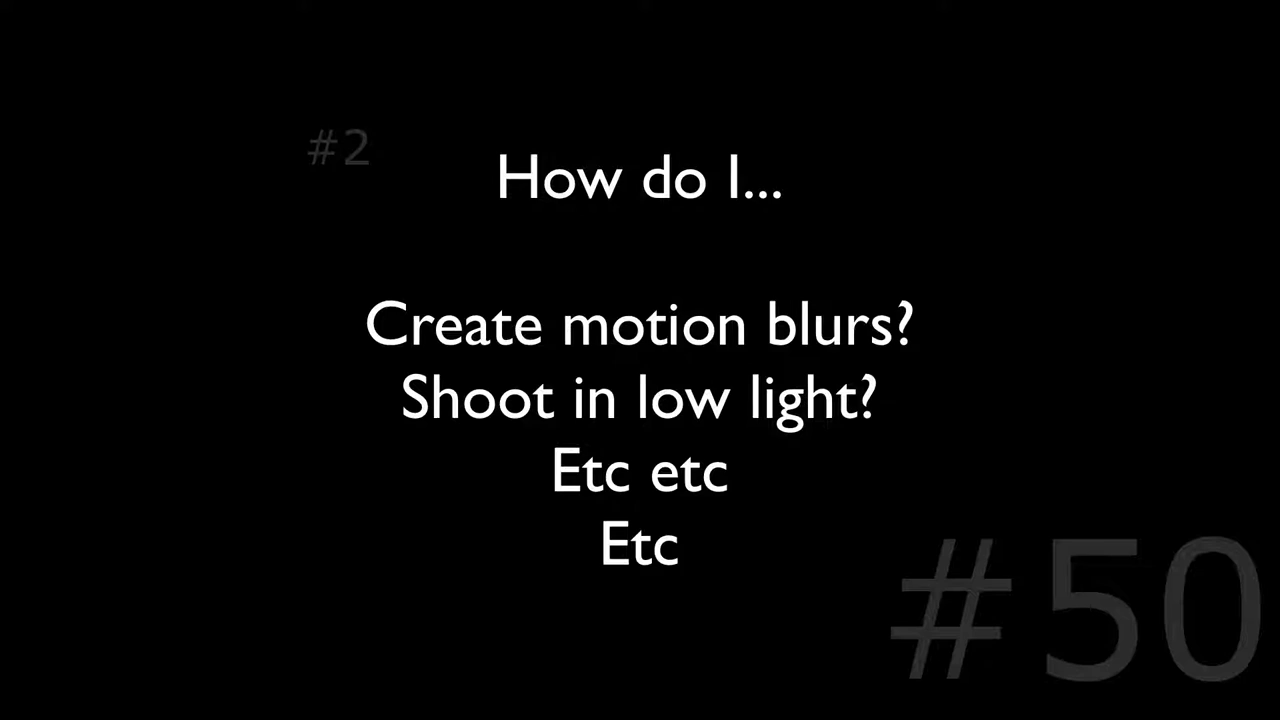 #2
How do I...
Create motion blurs?
Shoot in low light?
Etc etc
Etc
#50